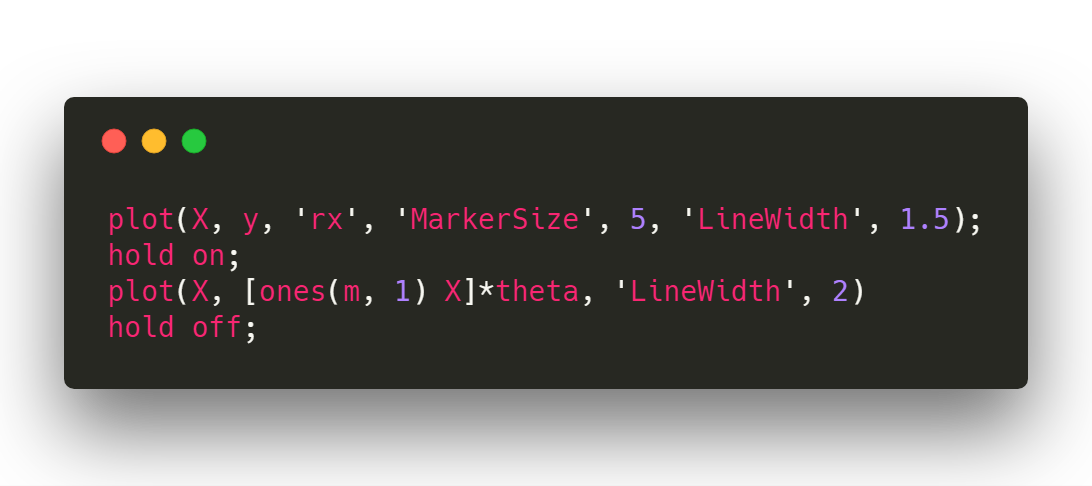 plot(X, y, 'rx', 'MarkerSize', 5, 'LineWidth', 1.5);
hold on;
plot(X, [ones(m, 1) X]*theta, 'LineWidth', 2)
hold off;